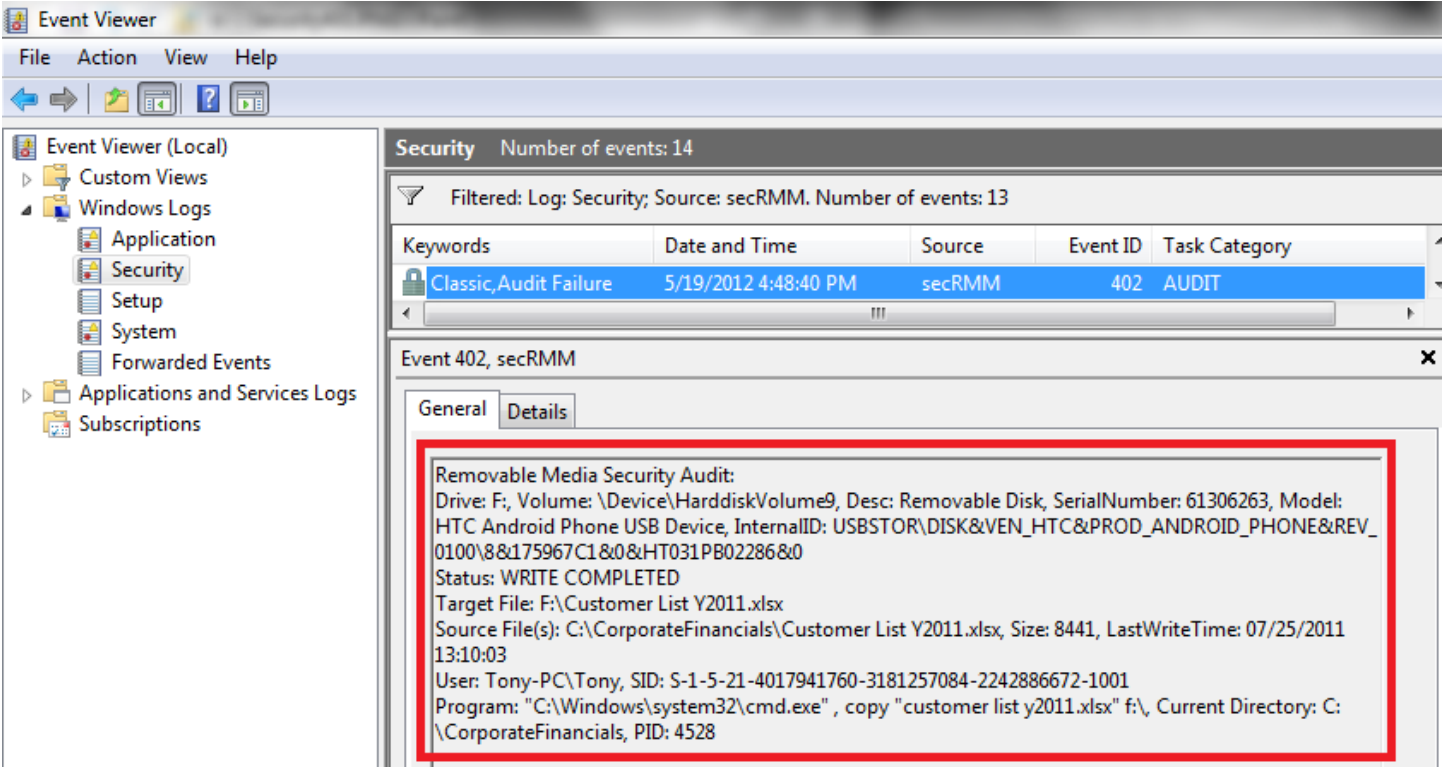 Event Viewer
File Action View Help
Event Viewer (Local)
Custom Views
Windows Logs
Application
Security
Setup
System
Forwarded Events
Applications and Services Logs
Subscriptions
Security Number of events: 14
Filtered: Log: Security; Source: secRMM. Number of events: 13
Keywords Date and Time Source Event ID Task Category
Classic,Audit Failure 5/19/2012 4:48:40 PM secRMM 402 AUDIT
Event 402, secRMM
General Details
Removable Media Security Audit:
Drive: F:, Volume: \Device\HarddiskVolume9, Desc: Removable Disk, SerialNumber: 61306263, Model:
HTC Android Phone USB Device, InternalID: USBSTOR\DISK&VEN_HTC&PROD_ANDROID_PHONE&REV_
0100\8&175967C1&0&HT031PB02286&0
Status: WRITE COMPLETED
Target File: F:\Customer List Y2011.xlsx
Source File(s): C:\CorporateFinancials\Customer List Y2011.xlsx, Size: 8441, LastWriteTime: 07/25/2011
13:10:03
User: Tony-PC\Tony, SID: S-1-5-21-4017941760-3181257084-2242886672-1001
Program: "C:\Windows\system32\cmd.exe" , copy "customer list y2011.xlsx" f:\, Current Directory: C:
\CorporateFinancials, PID: 4528